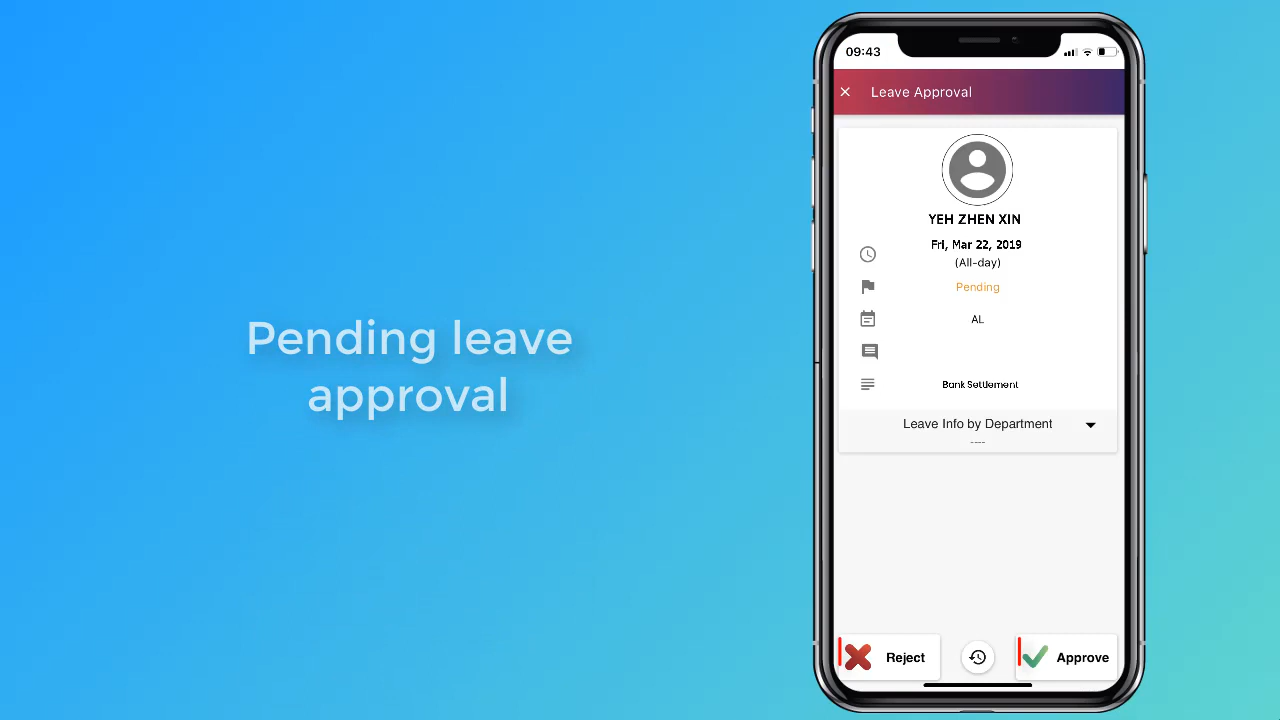 Pending leave
approval
09:43
Leave Approval
YEH ZHEN XIN
Fri, Mar 22, 2019
(All-day)
Pending
AL
Bank Settlement
Leave Info by Department
----
Reject
Approve